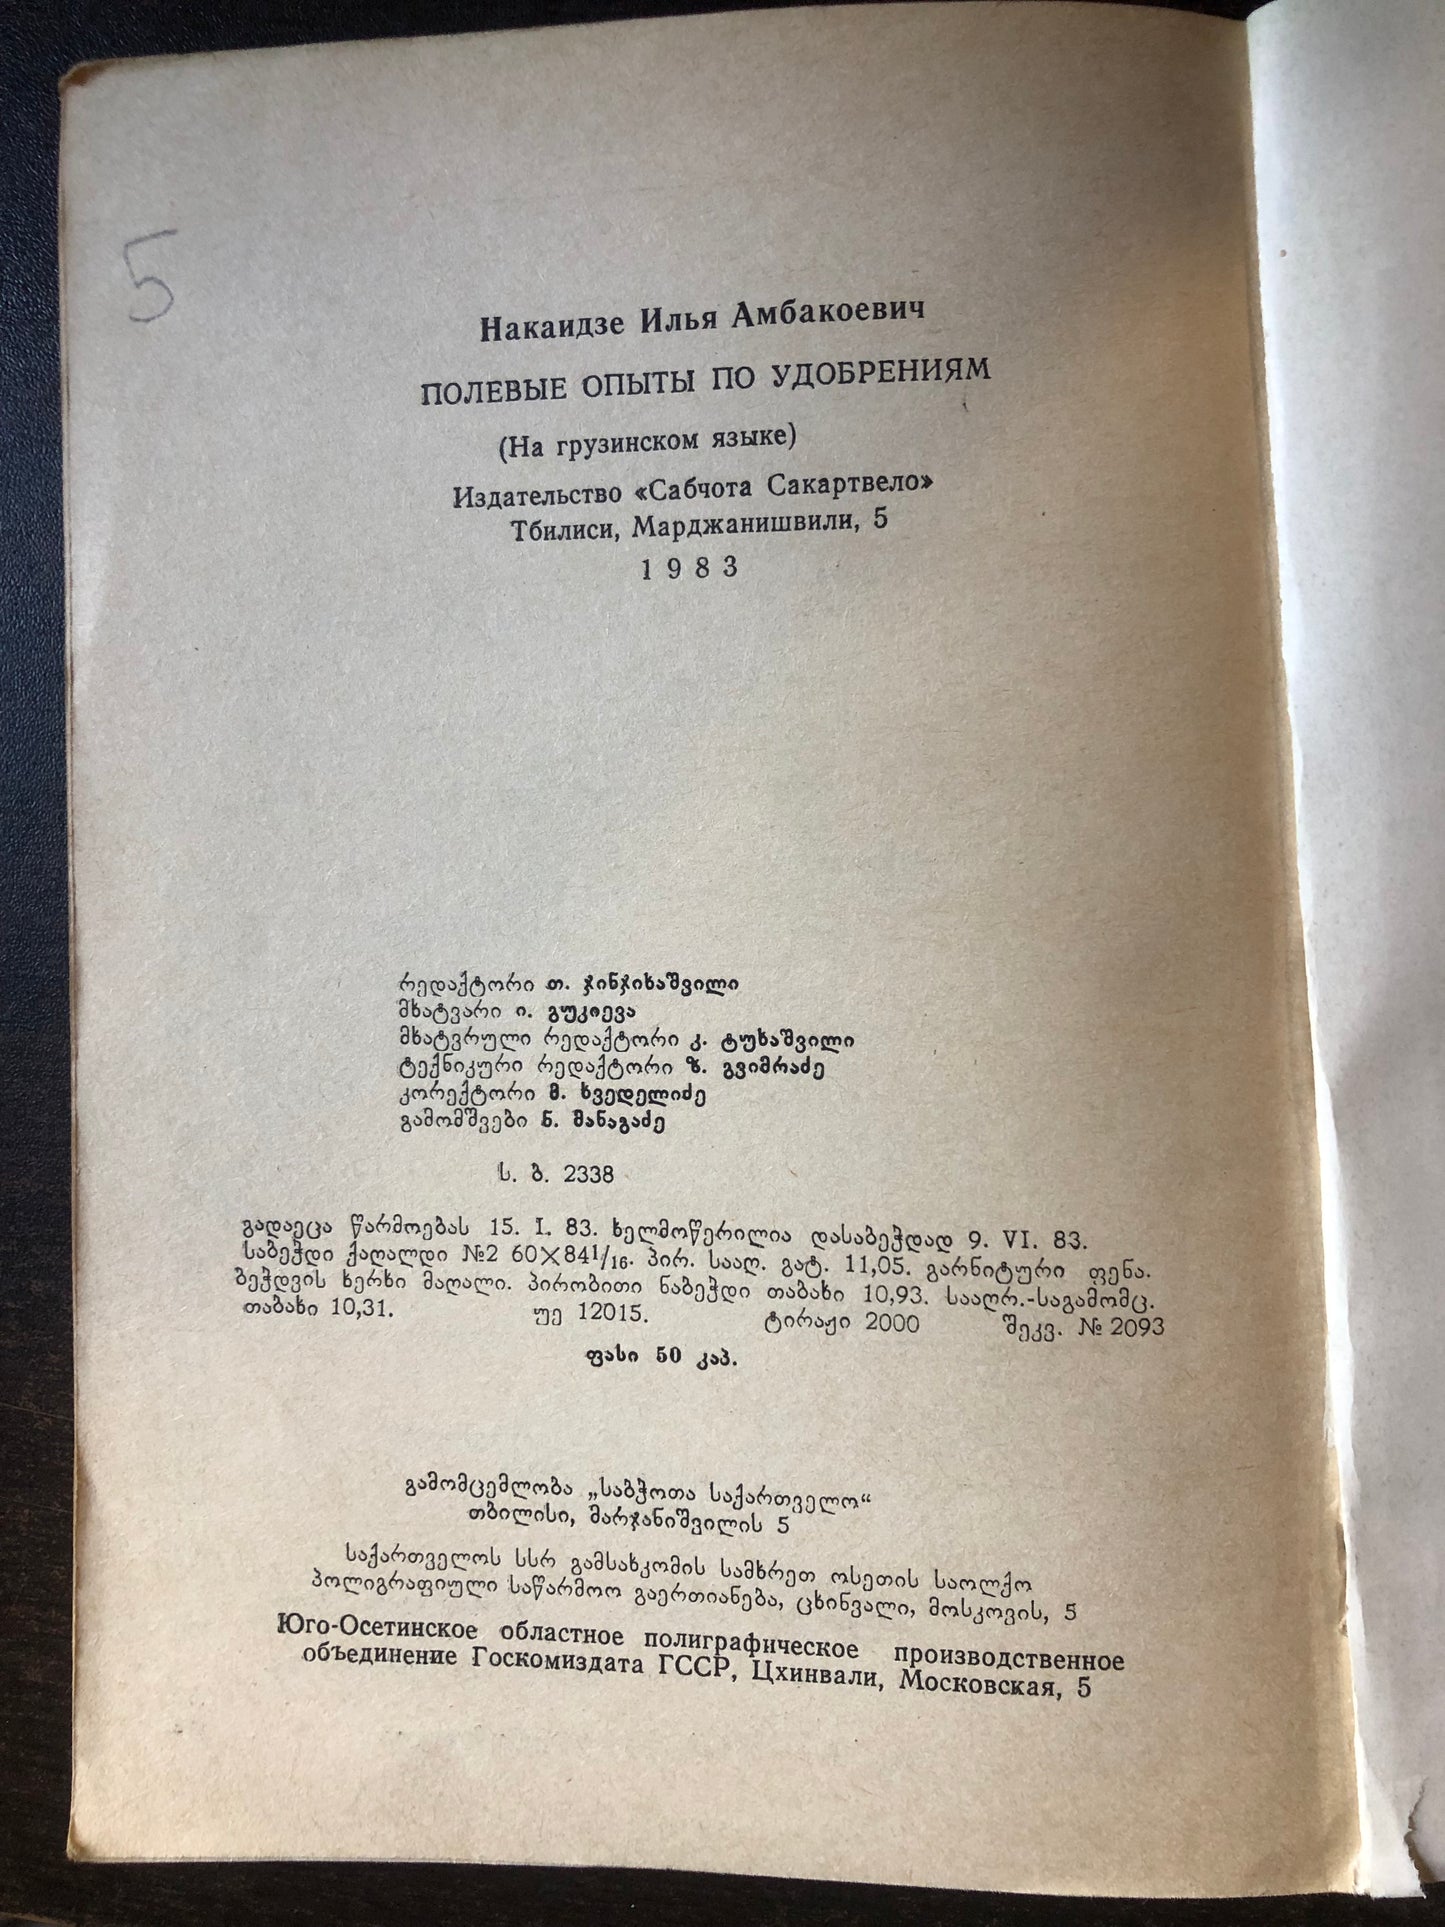 5
Накаидзе Илья Амбакоевич
ПОЛЕВЫЕ ОПЫТЫ ПО УДОБРЕНИЯМ
(На грузинском языке)
Издательство «Сабчота Сакартвело»
Тбилиси, Марджанишвили, 5
1983
რედაქტორი თ. ჯინჯიხაშვილი
მხატვარი ი. გუკიევა
მხატვრული რედაქტორი კ. ტუხაშვილი
ტექნიკური რედაქტორი ზ. გვიმრაძე
კორექტორი მ. ხვედელიძე
გამომშვები ნ. მანაგაძე
ს. ბ. 2338
გადაეცა წარმოებას 15. I. 83. ხელმოწერილია დასაბეჭდად 9. VI. 83.
საბეჭდი ქაღალდი №2 60×84¹/₁₆. პირ. სააღ. გატ. 11,05. გარნიტური ფენა.
ბეჭდვის ხერხი მაღალი. პირობითი ნაბეჭდი თაბახი 10,93. სააღრ.-საგამომც.
თაბახი 10,31. უე 12015. ტირაჟი 2000 შეკვ. № 2093
ფასი 50 კაპ.
გამომცემლობა „საბჭოთა საქართველო“
თბილისი, მარჯანიშვილის 5
საქართველოს სსრ გამსახკომის სამხრეთ ოსეთის საოლქო
პოლიგრაფიული საწარმოო გაერთიანება, ცხინვალი, მოსკოვის, 5
Юго-Осетинское областное полиграфическое производственное
объединение Госкомиздата ГССР, Цхинвали, Московская, 5